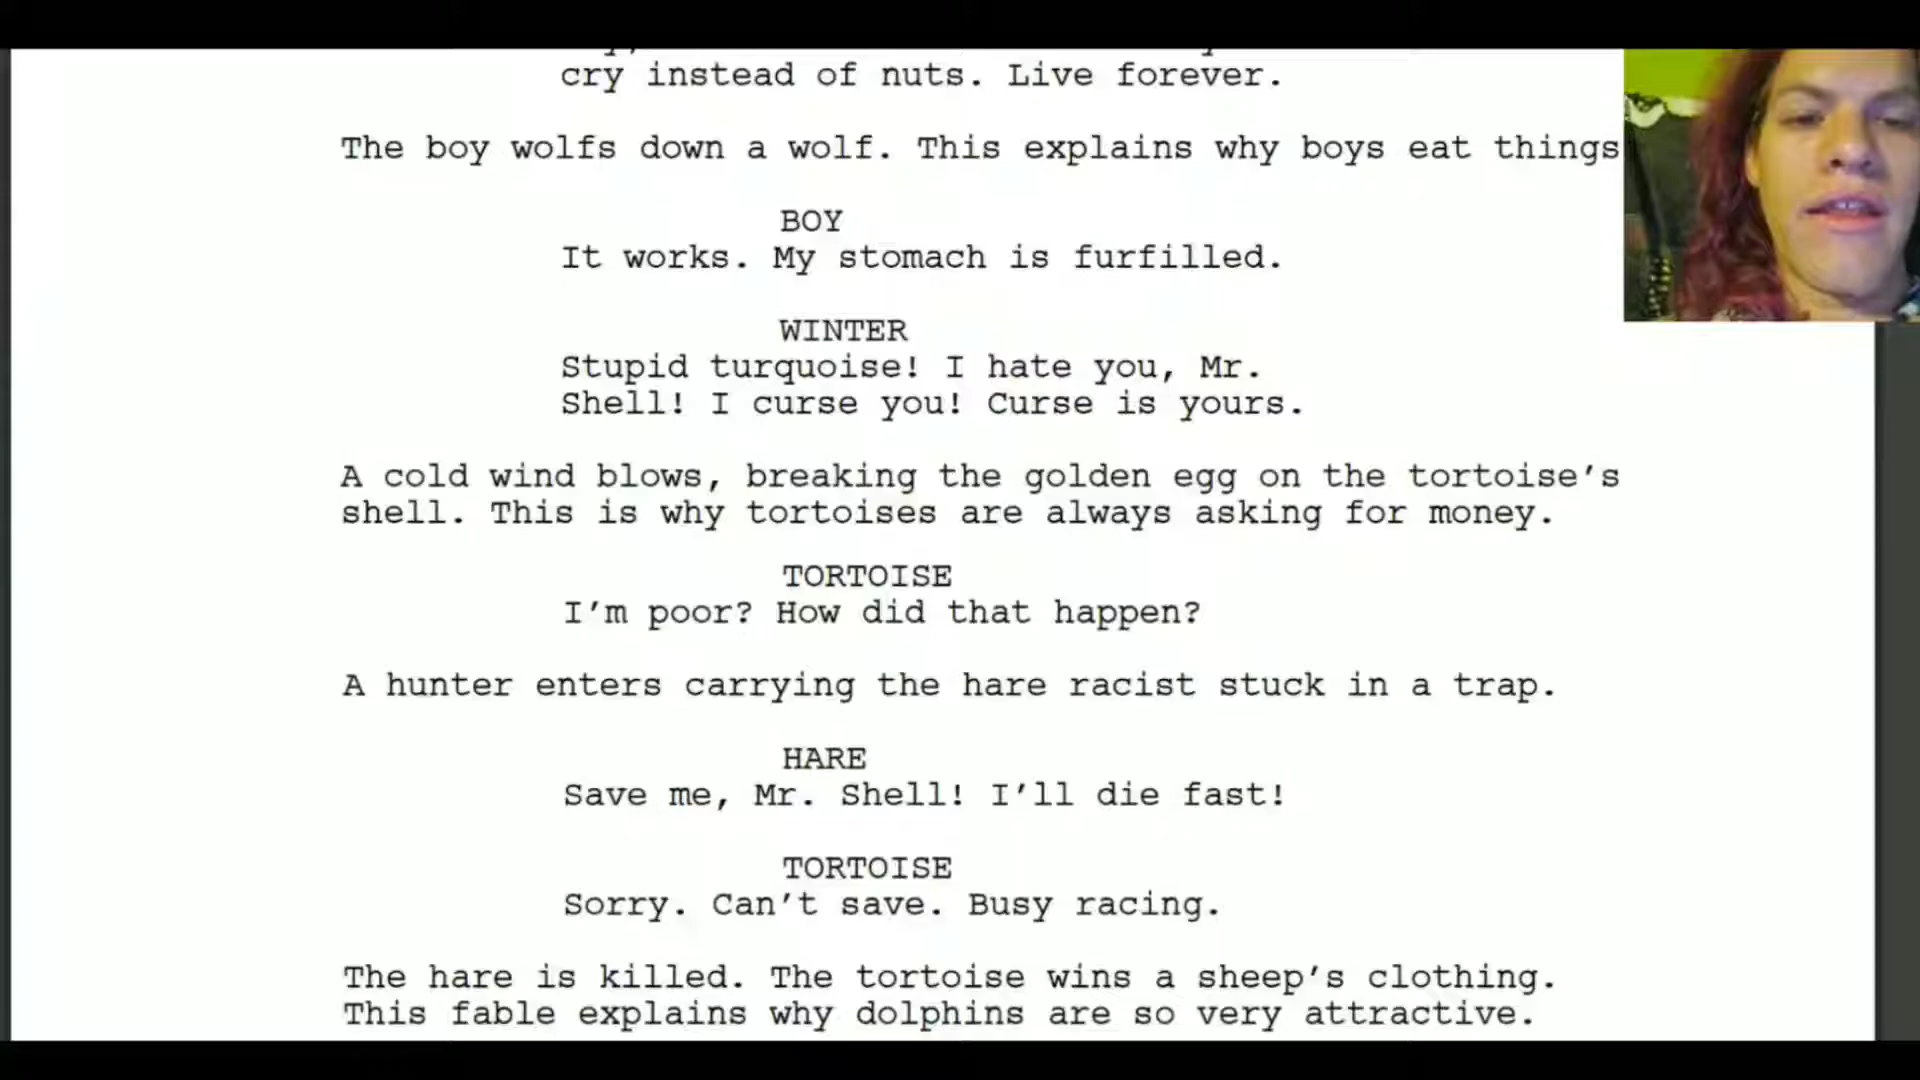 cry instead of nuts. Live forever.
The boy wolfs down a wolf. This explains why boys eat things
BOY
It works. My stomach is furfilled.
WINTER
Stupid turquoise! I hate you, Mr.
Shell! I curse you! Curse is yours.
A cold wind blows, breaking the golden egg on the tortoise’s
shell. This is why tortoises are always asking for money.
TORTOISE
I’m poor? How did that happen?
A hunter enters carrying the hare racist stuck in a trap.
HARE
Save me, Mr. Shell! I’ll die fast!
TORTOISE
Sorry. Can’t save. Busy racing.
The hare is killed. The tortoise wins a sheep’s clothing.
This fable explains why dolphins are so very attractive.